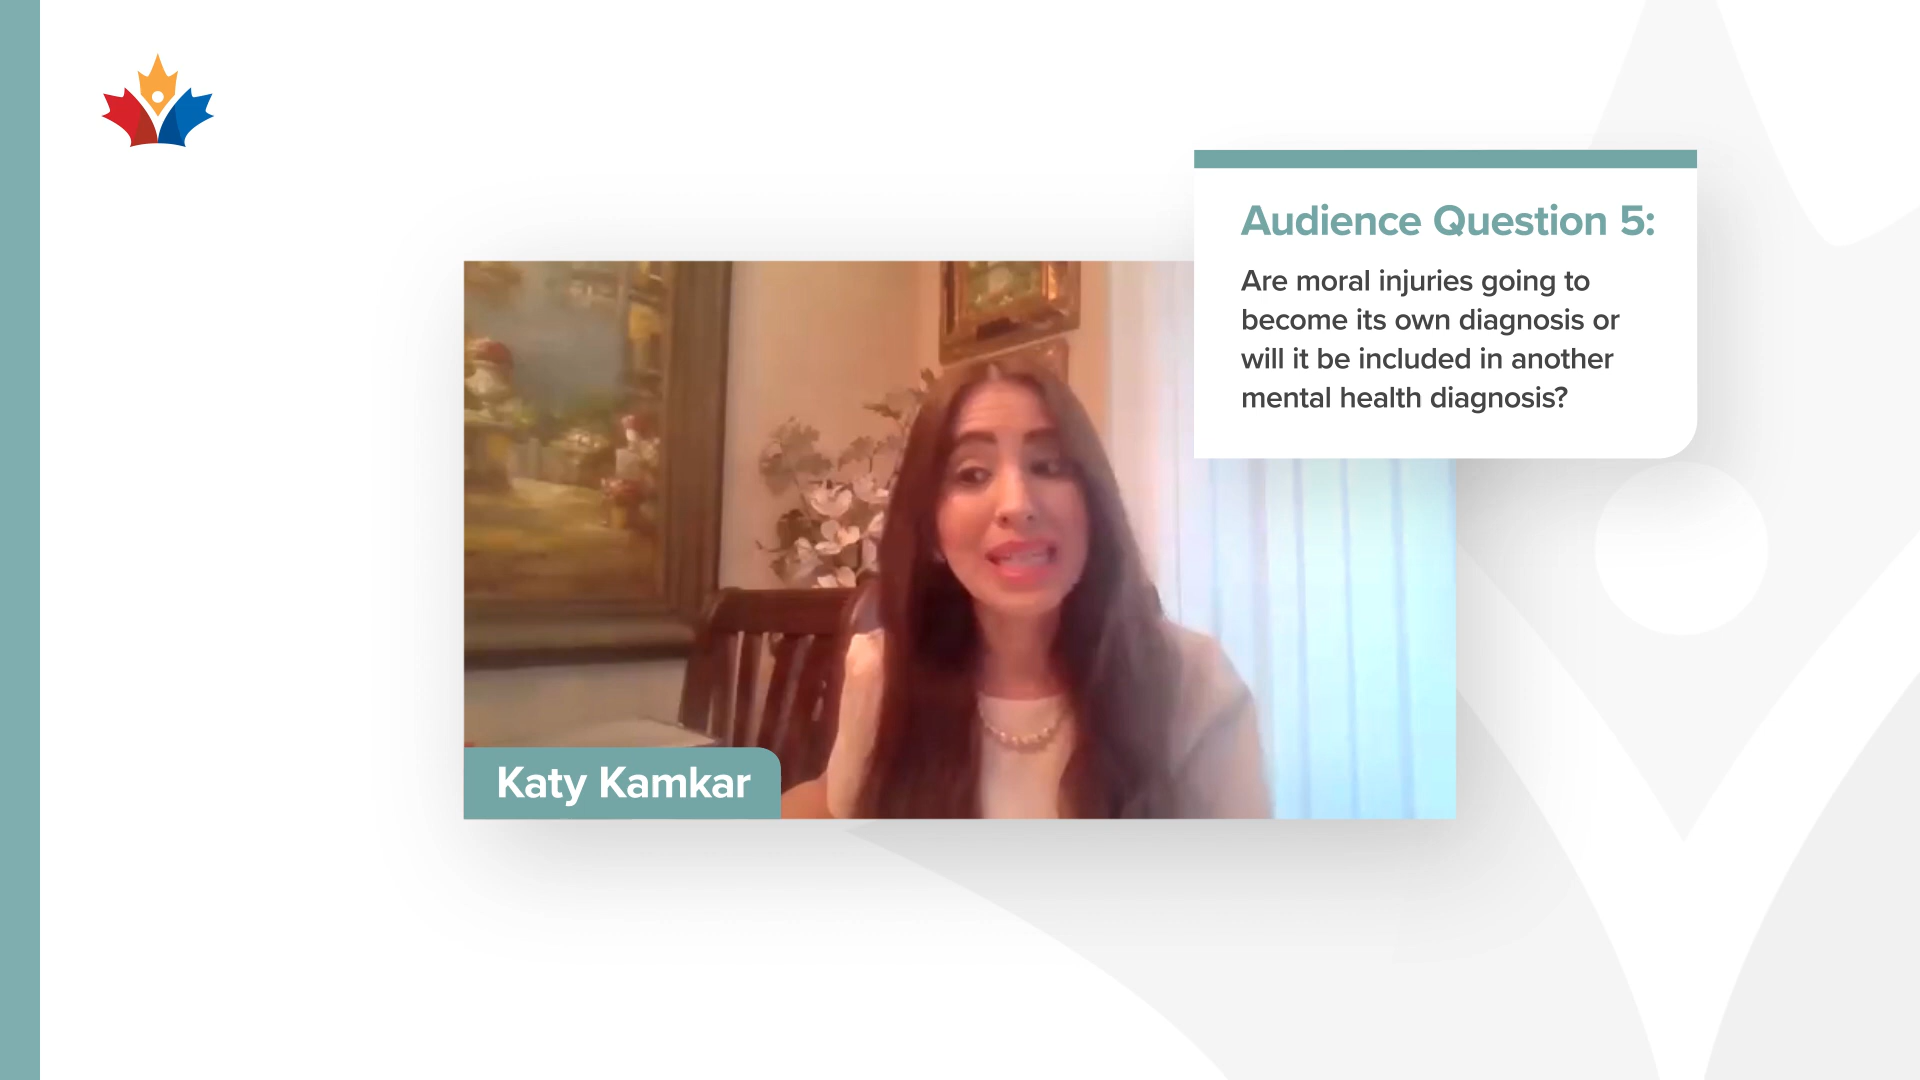 Audience Question 5:
Are moral injuries going to
become its own diagnosis or
will it be included in another
mental health diagnosis?
Katy Kamkar